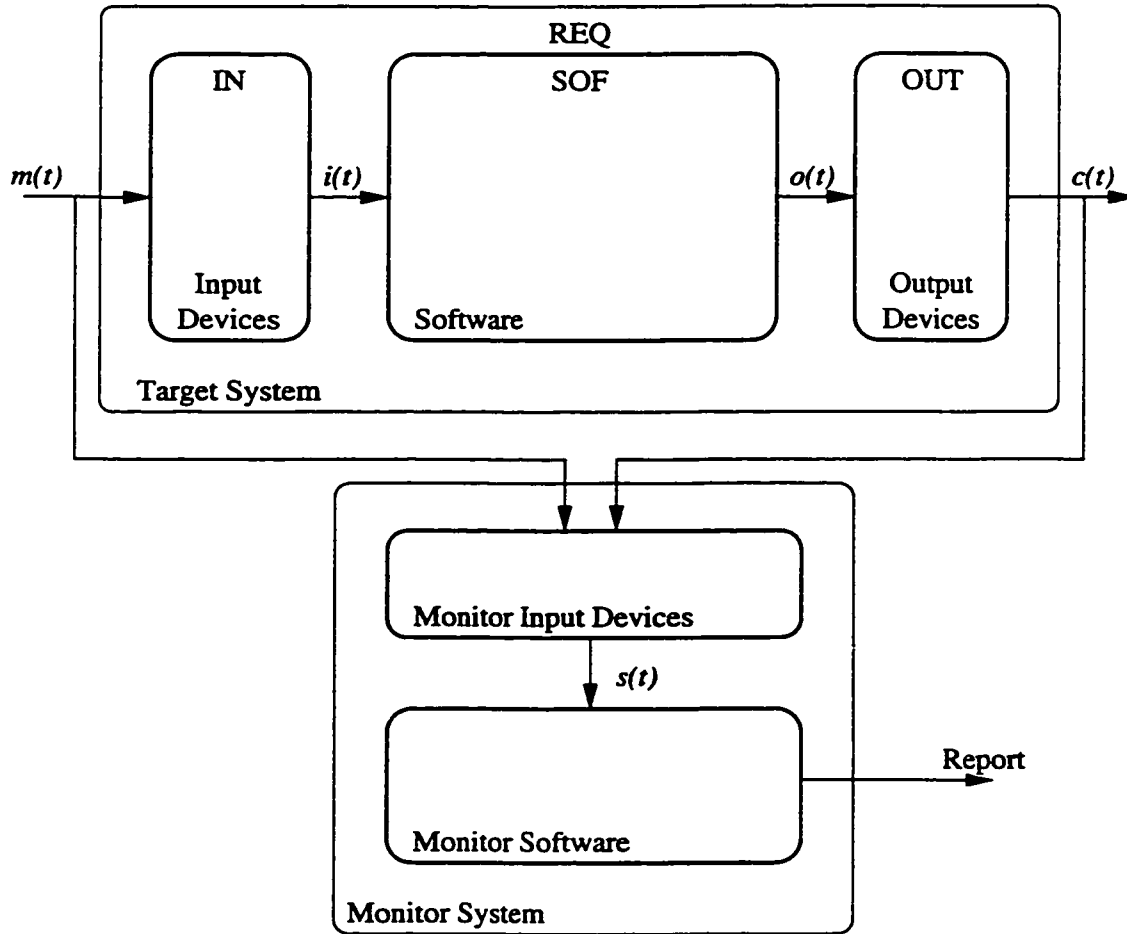 REQ
IN
SOF
OUT
m(t)
i(t)
o(t)
c(t)
Input
Devices
Software
Output
Devices
Target System
Monitor Input Devices
s(t)
Report
Monitor Software
Monitor System